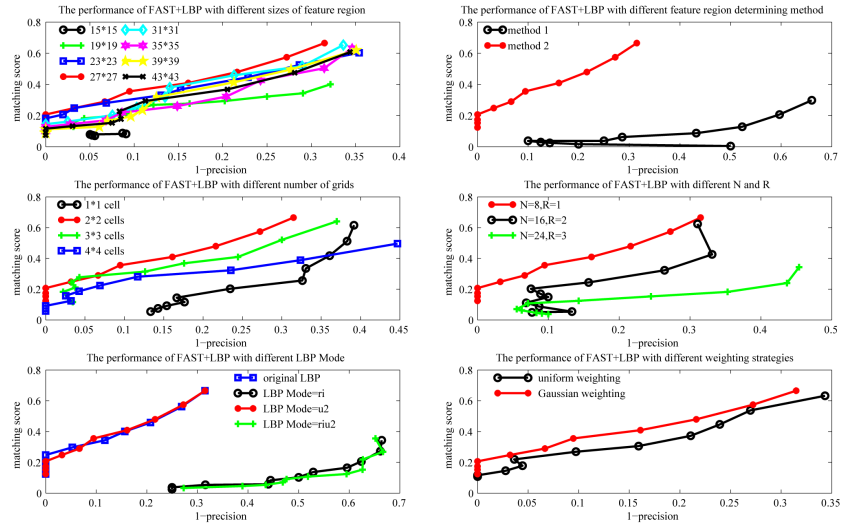 The performance of FAST+LBP with different sizes of feature region
matching score
0.8
0.6
0.4
0.2
0
15*15
19*19
23*23
27*27
31*31
35*35
39*39
43*43
0 0.05 0.1 0.15 0.2 0.25 0.3 0.35 0.4
1−precision
The performance of FAST+LBP with different feature region determining method
matching score
0.8
0.6
0.4
0.2
0
method 1
method 2
0 0.1 0.2 0.3 0.4 0.5 0.6 0.7
1−precision
The performance of FAST+LBP with different number of grids
matching score
0.8
0.6
0.4
0.2
0
1*1 cell
2*2 cells
3*3 cells
4*4 cells
0 0.05 0.1 0.15 0.2 0.25 0.3 0.35 0.4 0.45
1−precision
The performance of FAST+LBP with different N and R
matching score
0.8
0.6
0.4
0.2
0
N=8,R=1
N=16,R=2
N=24,R=3
0 0.1 0.2 0.3 0.4 0.5
1−precision
The performance of FAST+LBP with different LBP Mode
matching score
0.8
0.6
0.4
0.2
0
original LBP
LBP Mode=ri
LBP Mode=u2
LBP Mode=riu2
0 0.1 0.2 0.3 0.4 0.5 0.6 0.7
1−precision
The performance of FAST+LBP with different weighting strategies
matching score
0.8
0.6
0.4
0.2
0
uniform weighting
Gaussian weighting
0 0.05 0.1 0.15 0.2 0.25 0.3 0.35
1−precision